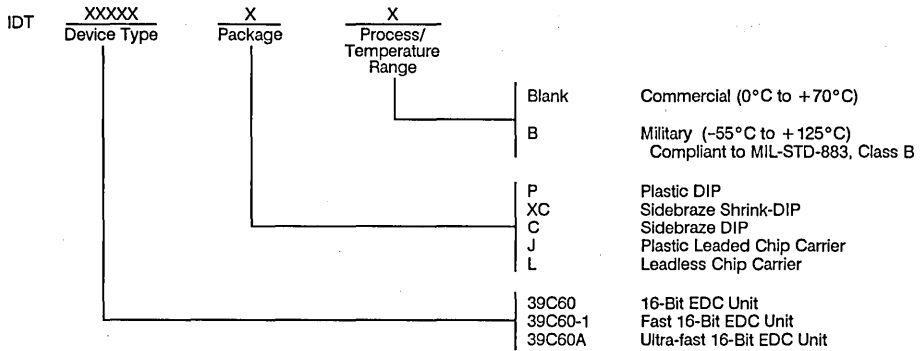 IDT XXXXX X X
Device Type Package Process/
Temperature
Range
Blank Commercial (0°C to +70°C)
B Military (–55°C to +125°C)
Compliant to MIL-STD-883, Class B
P Plastic DIP
XC Sidebraze Shrink-DIP
C Sidebraze DIP
J Plastic Leaded Chip Carrier
L Leadless Chip Carrier
39C60 16-Bit EDC Unit
39C60-1 Fast 16-Bit EDC Unit
39C60A Ultra-fast 16-Bit EDC Unit